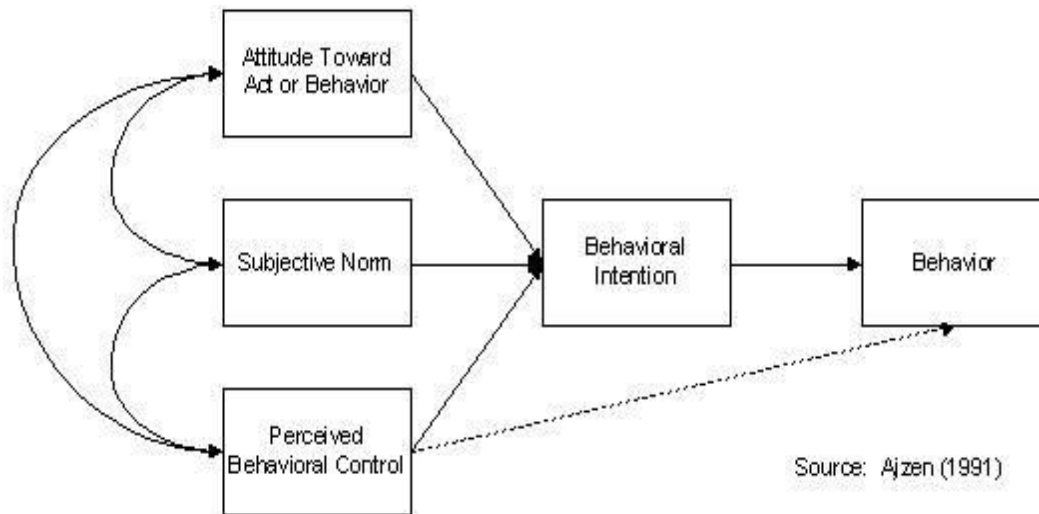 Attitude Toward
Act or Behavior
Subjective Norm
Behavioral
Intention
Behavior
Perceived
Behavioral Control
Source: Ajzen (1991)